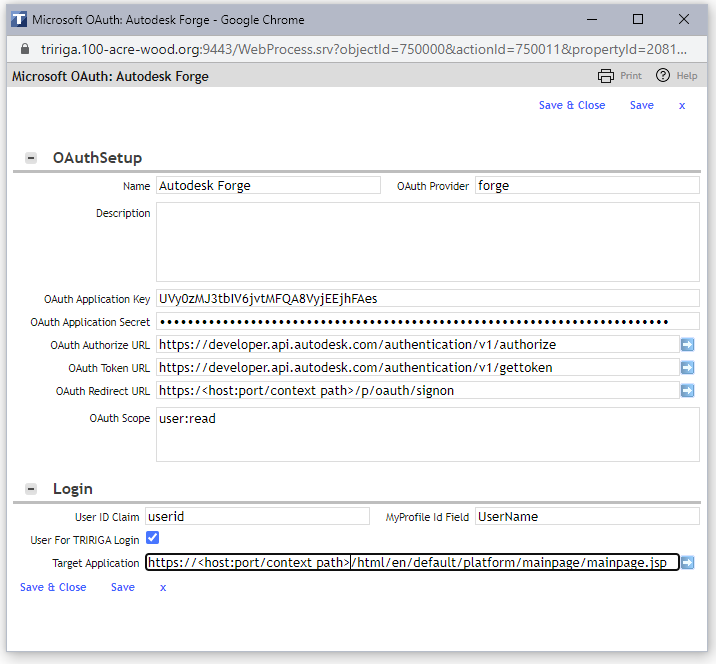 Microsoft OAuth: Autodesk Forge - Google Chrome
tririga.100-acre-wood.org:9443/WebProcess.srv?objectId=750000&actionId=750011&propertyId=2081...
Microsoft OAuth: Autodesk Forge Print ? Help
Save & Close Save x
OAuthSetup
Name Autodesk Forge OAuth Provider forge
Description
OAuth Application Key UVy0zMJ3tbIV6jvtMFQA8VyjEEjhFAes
OAuth Application Secret
OAuth Authorize URL https://developer.api.autodesk.com/authentication/v1/authorize
OAuth Token URL https://developer.api.autodesk.com/authentication/v1/gettoken
OAuth Redirect URL https:/<host:port/context path>/p/oauth/signon
OAuth Scope user:read
Login
User ID Claim userid MyProfile Id Field UserName
User For TRIRIGA Login
Target Application https://<host:port/context path>/html/en/default/platform/mainpage/mainpage.jsp
Save & Close Save x